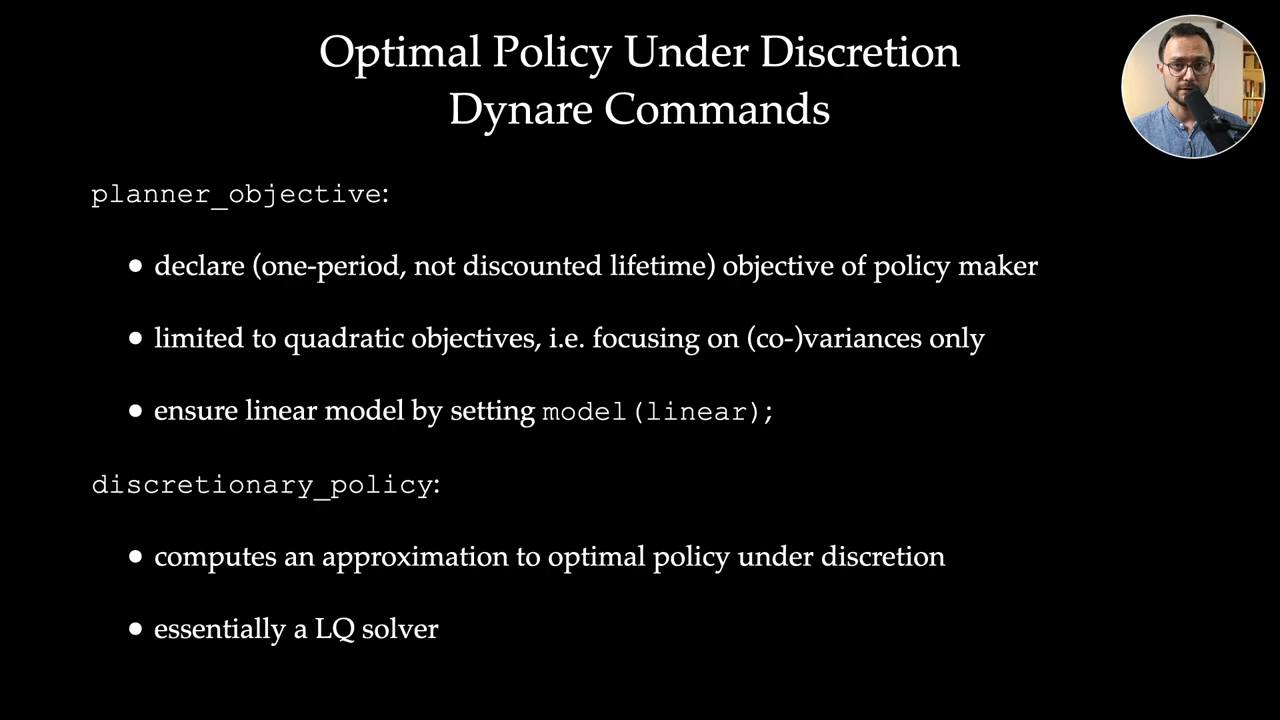 Optimal Policy Under Discretion
Dynare Commands
planner_objective:
• declare (one-period, not discounted lifetime) objective of policy maker
• limited to quadratic objectives, i.e. focusing on (co-)variances only
• ensure linear model by setting model(linear);
discretionary_policy:
• computes an approximation to optimal policy under discretion
• essentially a LQ solver